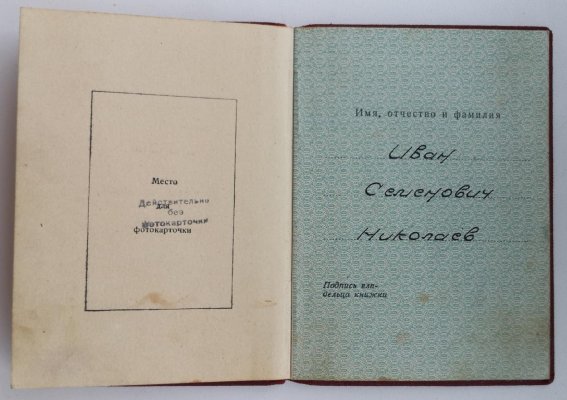 Место
Действительно
для
без
фотокарточки
фотокарточки
Имя, отчество и фамилия
Иван
Семенович
Николаев
Подпись вла-
дельца книжки